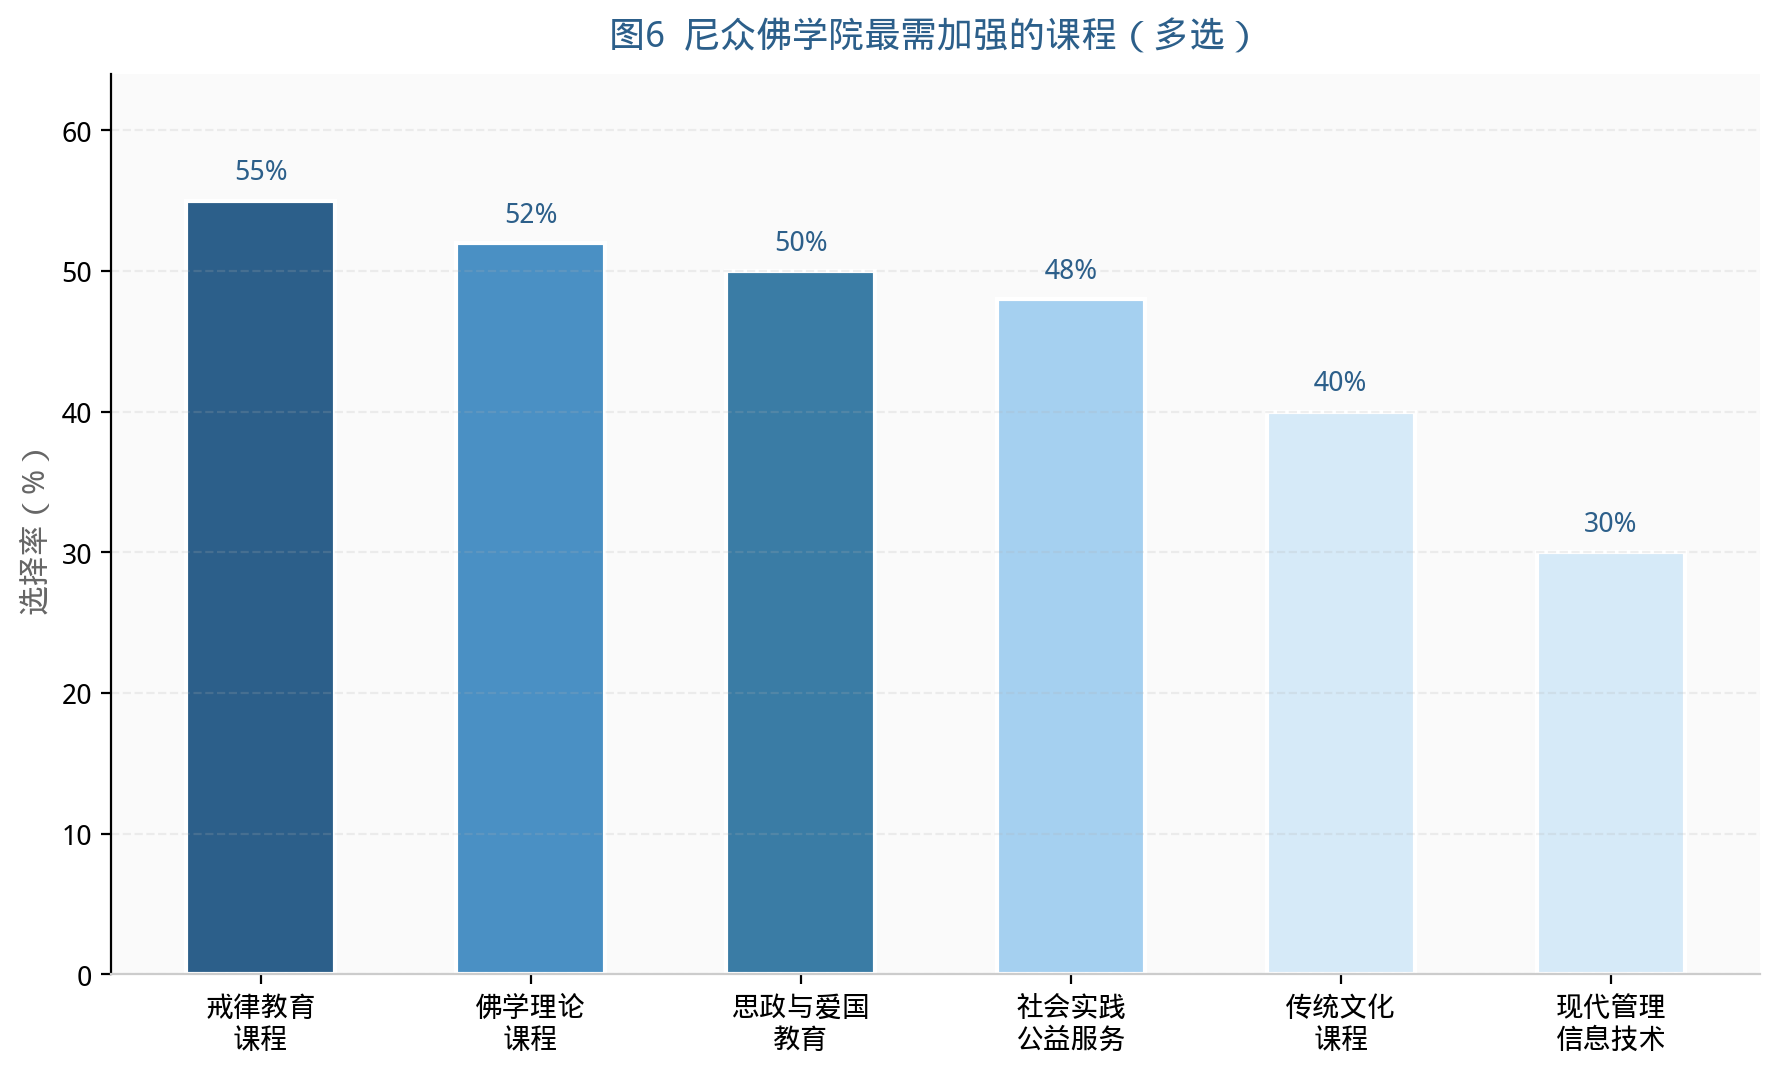 图6 尼众佛学院最需加强的课程（多选）
选择率（%）
60
50
40
30
20
10
0
55%
52%
50%
48%
40%
30%
戒律教育
课程
佛学理论
课程
思政与爱国
教育
社会实践
公益服务
传统文化
课程
现代管理
信息技术